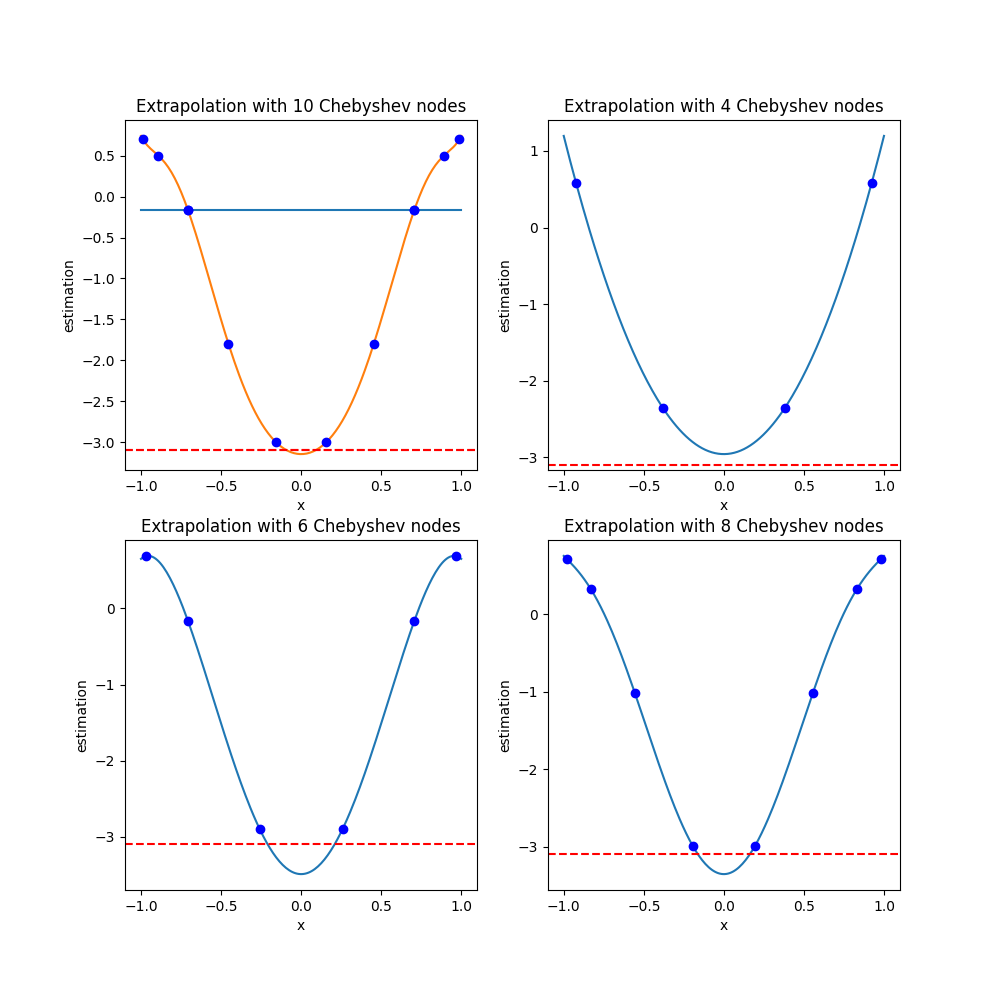 Extrapolation with 10 Chebyshev nodes
0.5
0.0
−0.5
−1.0
−1.5
−2.0
−2.5
−3.0
estimation
−1.0 −0.5 0.0 0.5 1.0
x
Extrapolation with 4 Chebyshev nodes
1
0
−1
−2
−3
estimation
−1.0 −0.5 0.0 0.5 1.0
x
Extrapolation with 6 Chebyshev nodes
0
−1
−2
−3
estimation
−1.0 −0.5 0.0 0.5 1.0
x
Extrapolation with 8 Chebyshev nodes
0
−1
−2
−3
estimation
−1.0 −0.5 0.0 0.5 1.0
x